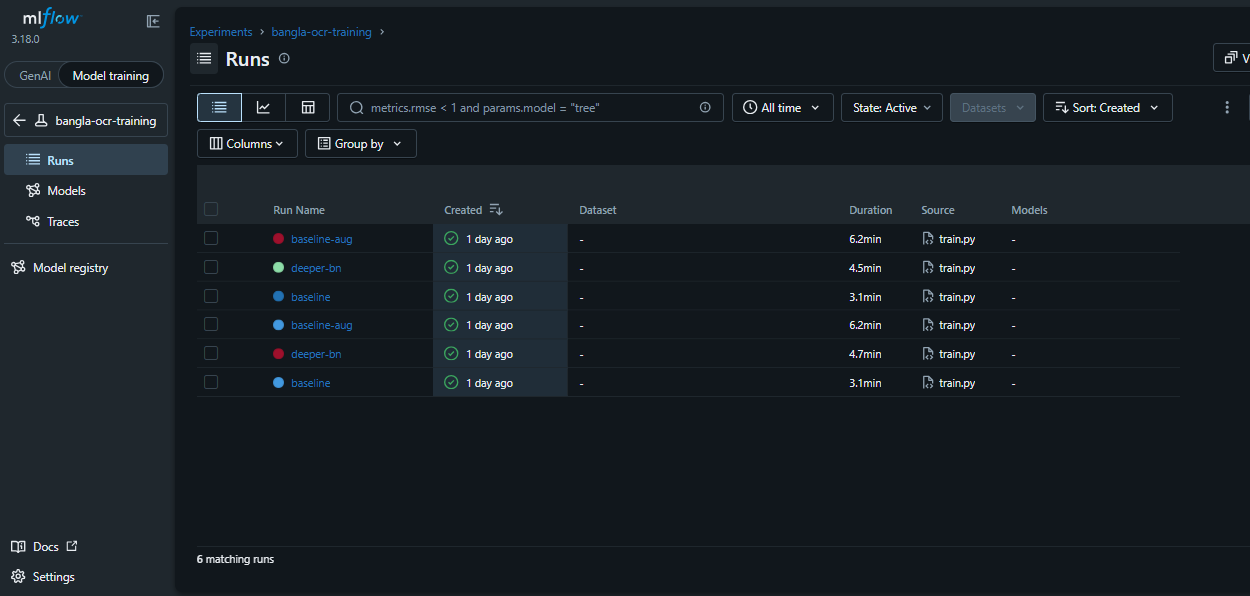 mlflow
3.18.0
GenAI Model training
bangla-ocr-training
Runs
Models
Traces
Model registry
Docs
Settings
Experiments > bangla-ocr-training >
Runs
metrics.rmse < 1 and params.model = "tree"
All time
State: Active
Datasets
Sort: Created
Columns
Group by
Run Name Created Dataset Duration Source Models
baseline-aug 1 day ago - 6.2min train.py -
deeper-bn 1 day ago - 4.5min train.py -
baseline 1 day ago - 3.1min train.py -
baseline-aug 1 day ago - 6.2min train.py -
deeper-bn 1 day ago - 4.7min train.py -
baseline 1 day ago - 3.1min train.py -
6 matching runs